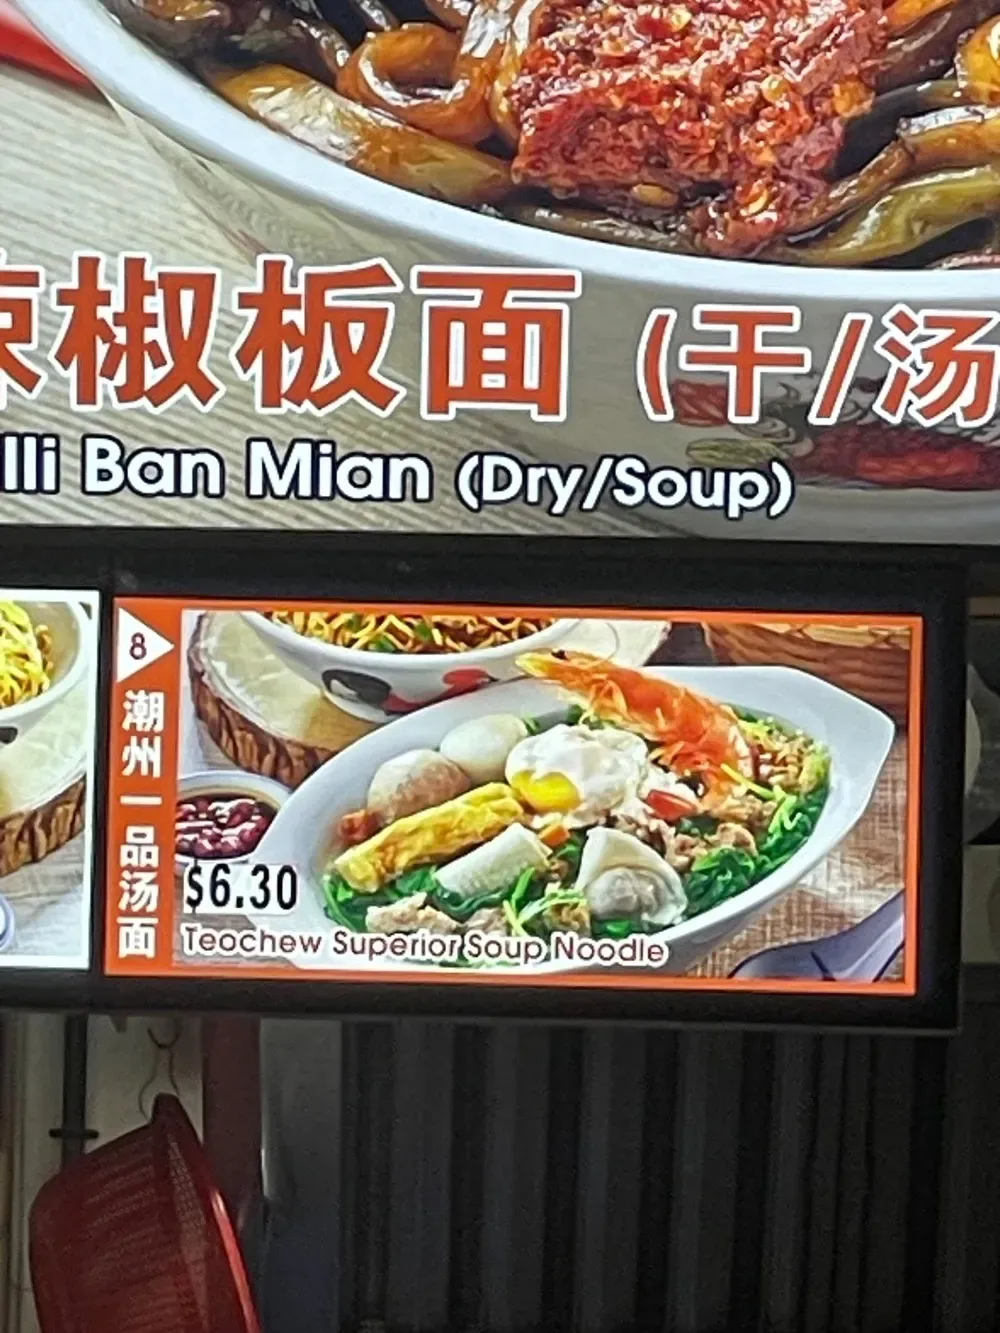 椒板面 (干/汤
lli Ban Mian (Dry/Soup)
8
潮州一品汤面
$6.30
Teochew Superior Soup Noodle